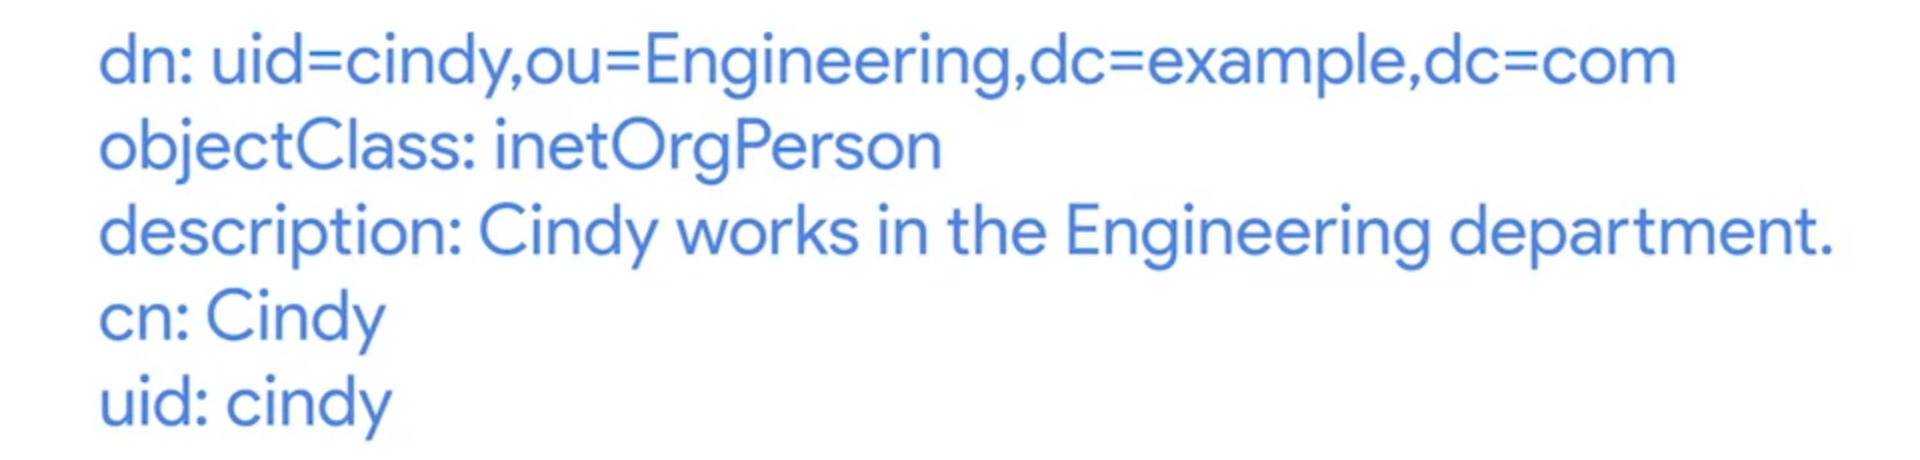 dn: uid=cindy,ou=Engineering,dc=example,dc=com
objectClass: inetOrgPerson
description: Cindy works in the Engineering department.
cn: Cindy
uid: cindy